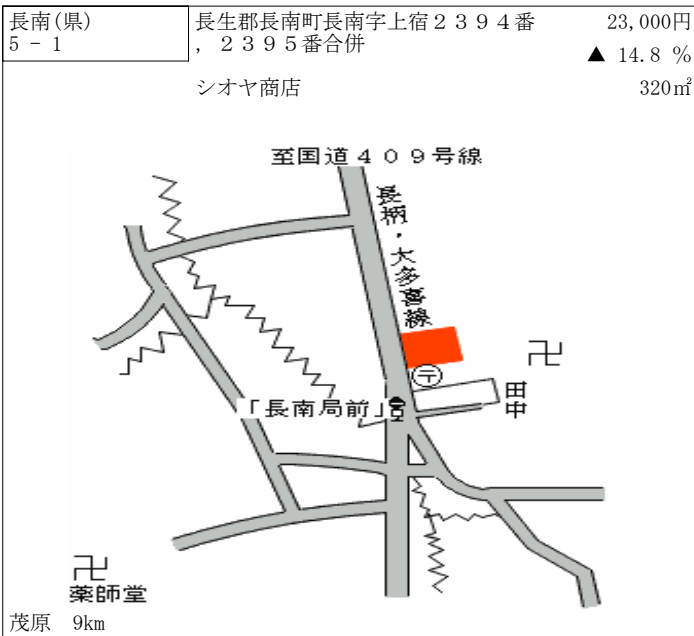 長南(県)
5 - 1
長生郡長南町長南字上宿２３９４番
，２３９５番合併
23,000円
▲ 14.8 %
シオヤ商店
320㎡
至国道４０９号線
長柄・大多喜線
卍
〒
田中
「長南局前」
卍
薬師堂
茂原 9km